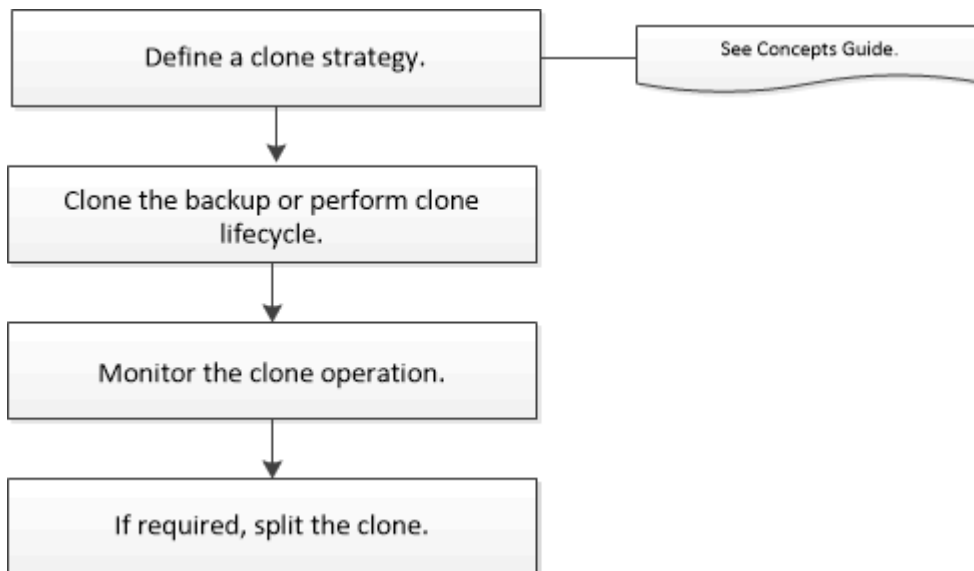 Define a clone strategy.
See Concepts Guide.
Clone the backup or perform clone
lifecycle.
Monitor the clone operation.
If required, split the clone.